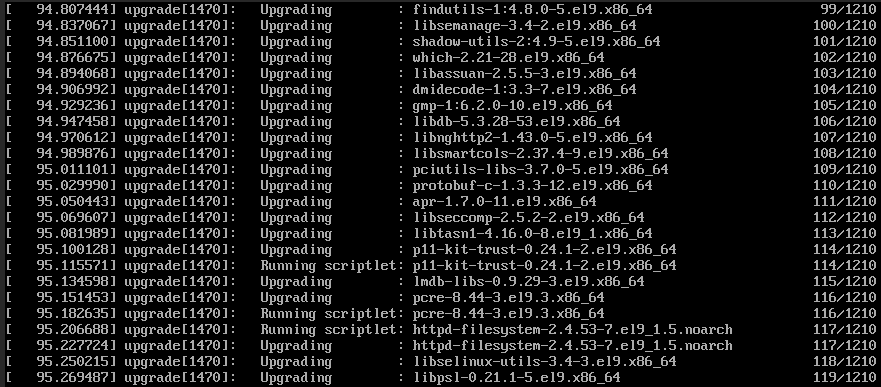 [   94.807444] upgrade[1470]:   Upgrading        : findutils-1:4.8.0-5.el9.x86_64                99/1210
[   94.837067] upgrade[1470]:   Upgrading        : libsemanage-3.4-2.el9.x86_64                 100/1210
[   94.851100] upgrade[1470]:   Upgrading        : shadow-utils-2:4.9-5.el9.x86_64              101/1210
[   94.876675] upgrade[1470]:   Upgrading        : which-2.21-28.el9.x86_64                     102/1210
[   94.894068] upgrade[1470]:   Upgrading        : libassuan-2.5.5-3.el9.x86_64                 103/1210
[   94.906992] upgrade[1470]:   Upgrading        : dmidecode-1:3.3-7.el9.x86_64                 104/1210
[   94.929236] upgrade[1470]:   Upgrading        : gmp-1:6.2.0-10.el9.x86_64                    105/1210
[   94.947458] upgrade[1470]:   Upgrading        : libdb-5.3.28-53.el9.x86_64                   106/1210
[   94.970612] upgrade[1470]:   Upgrading        : libnghttp2-1.43.0-5.el9.x86_64               107/1210
[   94.989876] upgrade[1470]:   Upgrading        : libsmartcols-2.37.4-9.el9.x86_64             108/1210
[   95.011101] upgrade[1470]:   Upgrading        : pciutils-libs-3.7.0-5.el9.x86_64             109/1210
[   95.029990] upgrade[1470]:   Upgrading        : protobuf-c-1.3.3-12.el9.x86_64               110/1210
[   95.050443] upgrade[1470]:   Upgrading        : apr-1.7.0-11.el9.x86_64                      111/1210
[   95.069607] upgrade[1470]:   Upgrading        : libseccomp-2.5.2-2.el9.x86_64                112/1210
[   95.081989] upgrade[1470]:   Upgrading        : libtasn1-4.16.0-8.el9_1.x86_64               113/1210
[   95.100128] upgrade[1470]:   Upgrading        : p11-kit-trust-0.24.1-2.el9.x86_64            114/1210
[   95.115571] upgrade[1470]:   Running scriptlet: p11-kit-trust-0.24.1-2.el9.x86_64            114/1210
[   95.134598] upgrade[1470]:   Upgrading        : lmdb-libs-0.9.29-3.el9.x86_64                115/1210
[   95.151453] upgrade[1470]:   Upgrading        : pcre-8.44-3.el9.3.x86_64                     116/1210
[   95.182635] upgrade[1470]:   Running scriptlet: pcre-8.44-3.el9.3.x86_64                     116/1210
[   95.206688] upgrade[1470]:   Running scriptlet: httpd-filesystem-2.4.53-7.el9_1.5.noarch     117/1210
[   95.227724] upgrade[1470]:   Upgrading        : httpd-filesystem-2.4.53-7.el9_1.5.noarch     117/1210
[   95.250215] upgrade[1470]:   Upgrading        : libselinux-utils-3.4-3.el9.x86_64            118/1210
[   95.269487] upgrade[1470]:   Upgrading        : libpsl-0.21.1-5.el9.x86_64                   119/1210